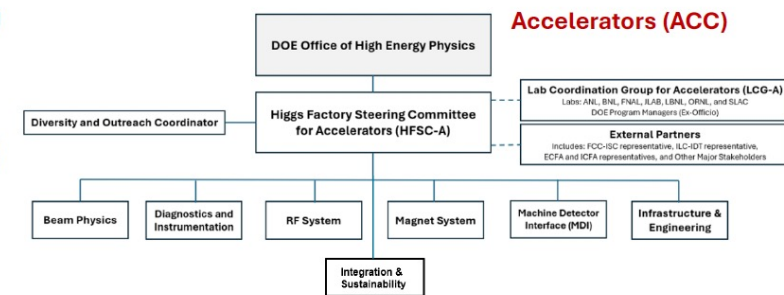 Accelerators (ACC)
DOE Office of High Energy Physics
Lab Coordination Group for Accelerators (LCG-A)
Labs: ANL, BNL, FNAL, JLAB, LBNL, ORNL, and SLAC
DOE Program Managers (Ex-Officio)
Diversity and Outreach Coordinator
Higgs Factory Steering Committee
for Accelerators (HFSC-A)
External Partners
Includes: FCC-ISC representative, ILC-IDT representative,
ECFA and ICFA representatives, and Other Major Stakeholders
Beam Physics
Diagnostics and
Instrumentation
RF System
Magnet System
Machine Detector
Interface (MDI)
Infrastructure &
Engineering
Integration &
Sustainability